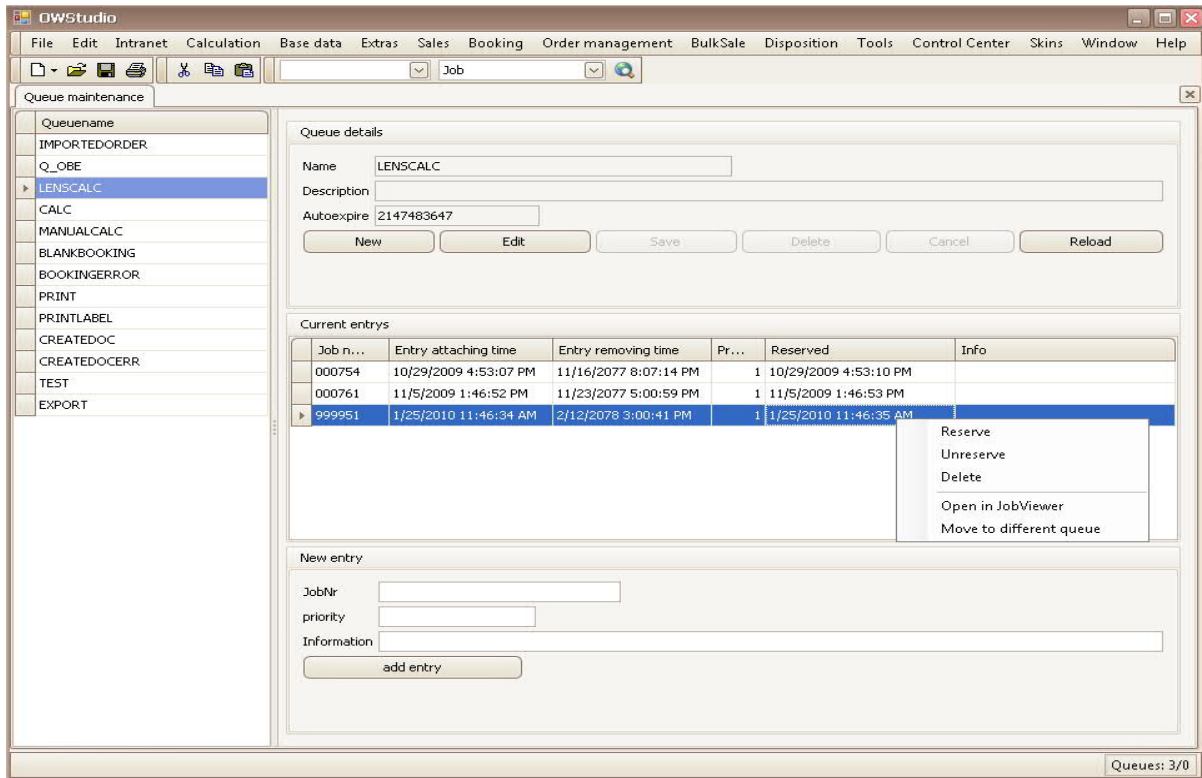 OWStudio
File Edit Intranet Calculation Base data Extras Sales Booking Order management BulkSale Disposition Tools Control Center Skins Window Help
Job
Queue maintenance
Queuename
IMPORTEDORDER
Q_OBE
LENSCALC
CALC
MANUALCALC
BLANKBOOKING
BOOKINGERROR
PRINT
PRINTLABEL
CREATEDOC
CREATEDOCERR
TEST
EXPORT
Queue details
Name LENSCALC
Description
Autoexpire 2147483647
New Edit Save Delete Cancel Reload
Current entrys
Job n... Entry attaching time Entry removing time Pr... Reserved Info
000754 10/29/2009 4:53:07 PM 11/16/2077 8:07:14 PM 1 10/29/2009 4:53:10 PM
000761 11/5/2009 1:46:52 PM 11/23/2077 5:00:59 PM 1 11/5/2009 1:46:53 PM
999951 1/25/2010 11:46:34 AM 2/12/2078 3:00:41 PM 1 1/25/2010 11:46:35 AM
Reserve
Unreserve
Delete
Open in JobViewer
Move to different queue
New entry
JobNr
priority
Information
add entry
Queues: 3/0